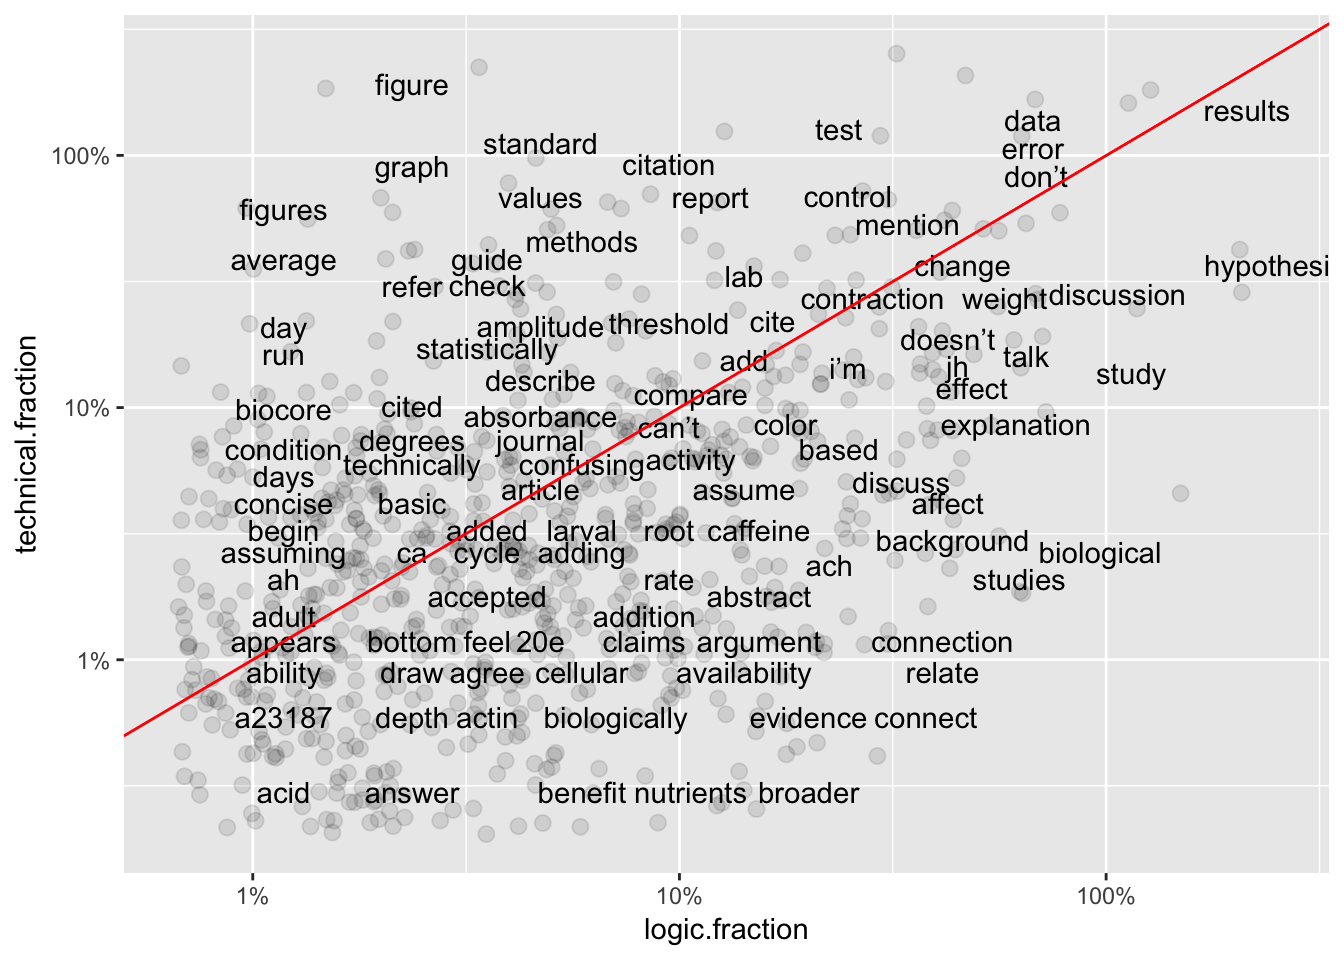 figure
data
results
test
standard
error
100%
citation
graph
don’t
values
report
control
figures
mention
methods
average
guide
change
hypothesi
lab
refer check
contraction
weight
discussion
day
amplitude
threshold
cite
doesn’t
run
statistically
talk
add
i’m
jh
study
describe
effect
10%
compare
biocore
cited
absorbance
can’t
color
explanation
degrees
journal
condition
based
technically
confusing
activity
days
article
assume
discuss
concise
basic
affect
begin
added
larval
root
caffeine
background
assuming
ca
cycle
adding
biological
ah
rate
ach
studies
accepted
abstract
adult
addition
appears
bottom feel 20e
claims
argument
connection
1%
ability
draw agree
cellular
availability
relate
a23187
depth actin
biologically
evidence connect
acid
answer
benefit nutrients broader
technical.fraction
1%
10%
100%
logic.fraction